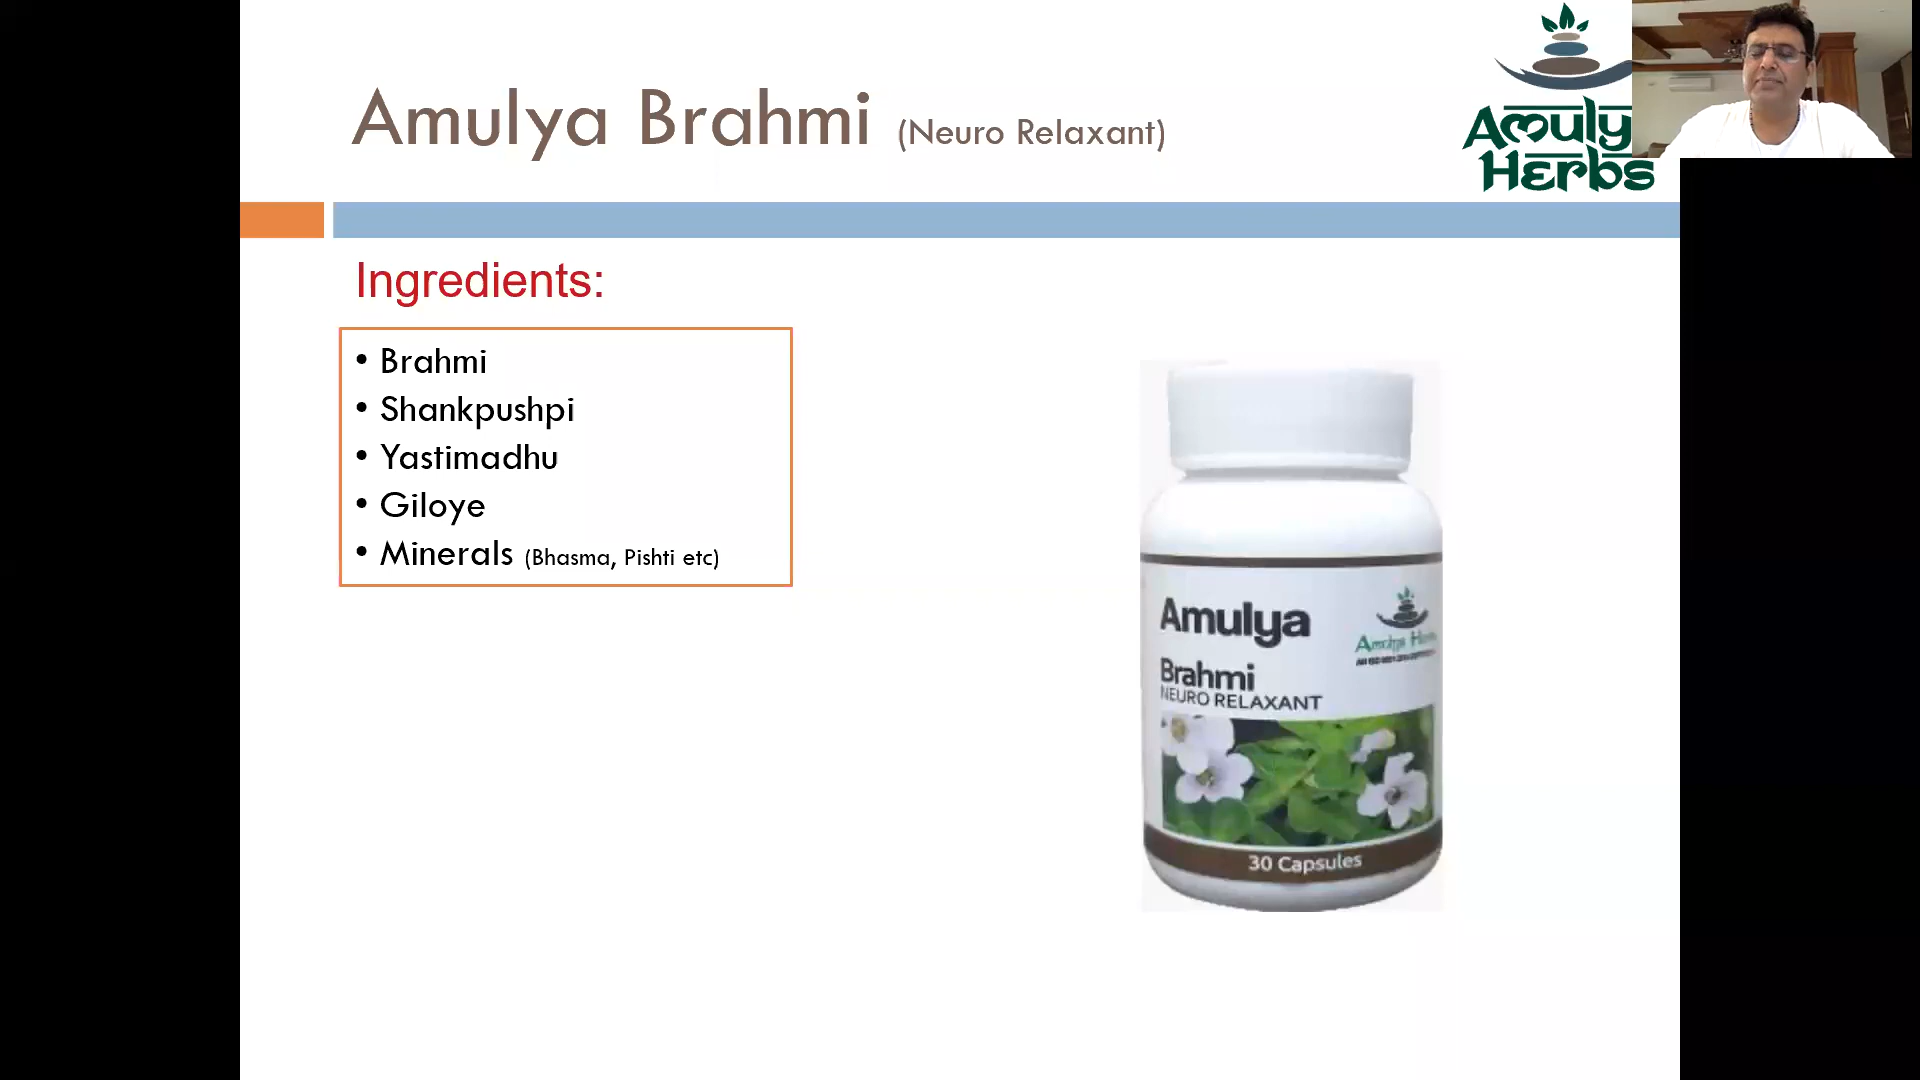 Amulya Brahmi (Neuro Relaxant)
Amuly
Herbs
Ingredients:
• Brahmi
• Shankpushpi
• Yastimadhu
• Giloye
• Minerals (Bhasma, Pishti etc)
Amulya
Amulya
Brahmi
NEURO RELAXANT
30 Capsules